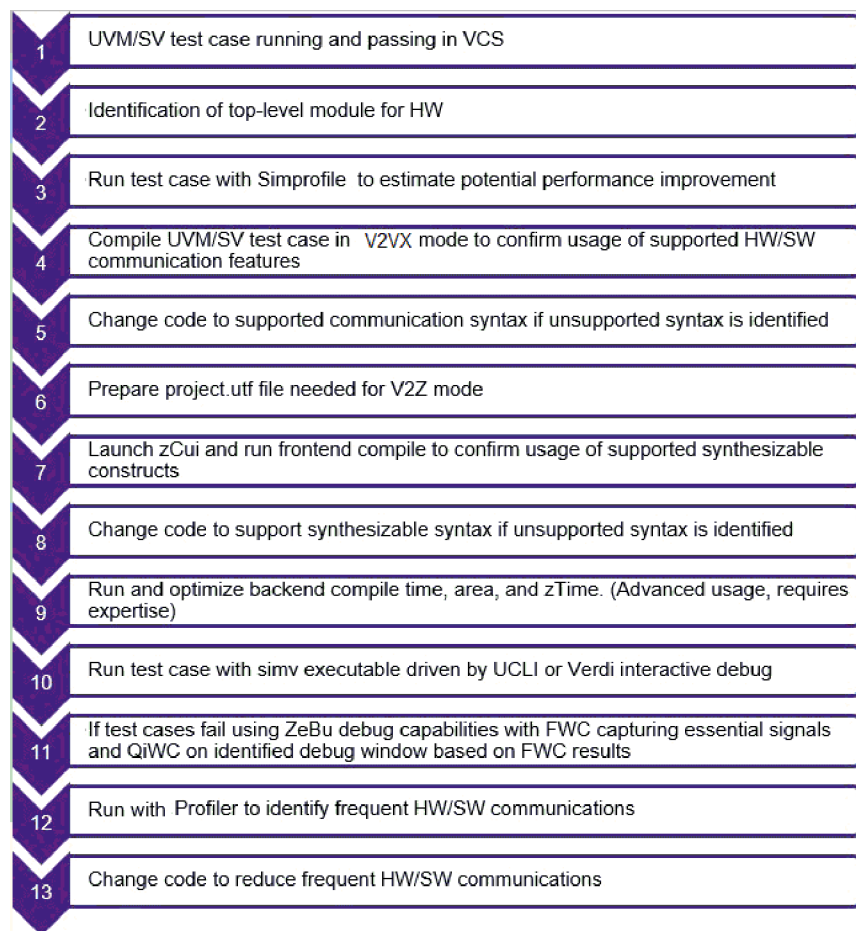 1
UVM/SV test case running and passing in VCS
2
Identification of top-level module for HW
3
Run test case with Simprofile to estimate potential performance improvement
4
Compile UVM/SV test case in V2VX mode to confirm usage of supported HW/SW
communication features
5
Change code to supported communication syntax if unsupported syntax is identified
6
Prepare project.utf file needed for V2Z mode
7
Launch zCui and run frontend compile to confirm usage of supported synthesizable
constructs
8
Change code to support synthesizable syntax if unsupported syntax is identified
9
Run and optimize backend compile time, area, and zTime. (Advanced usage, requires
expertise)
10
Run test case with simv executable driven by UCLI or Verdi interactive debug
11
If test cases fail using ZeBu debug capabilities with FWC capturing essential signals
and QiWC on identified debug window based on FWC results
12
Run with Profiler to identify frequent HW/SW communications
13
Change code to reduce frequent HW/SW communications